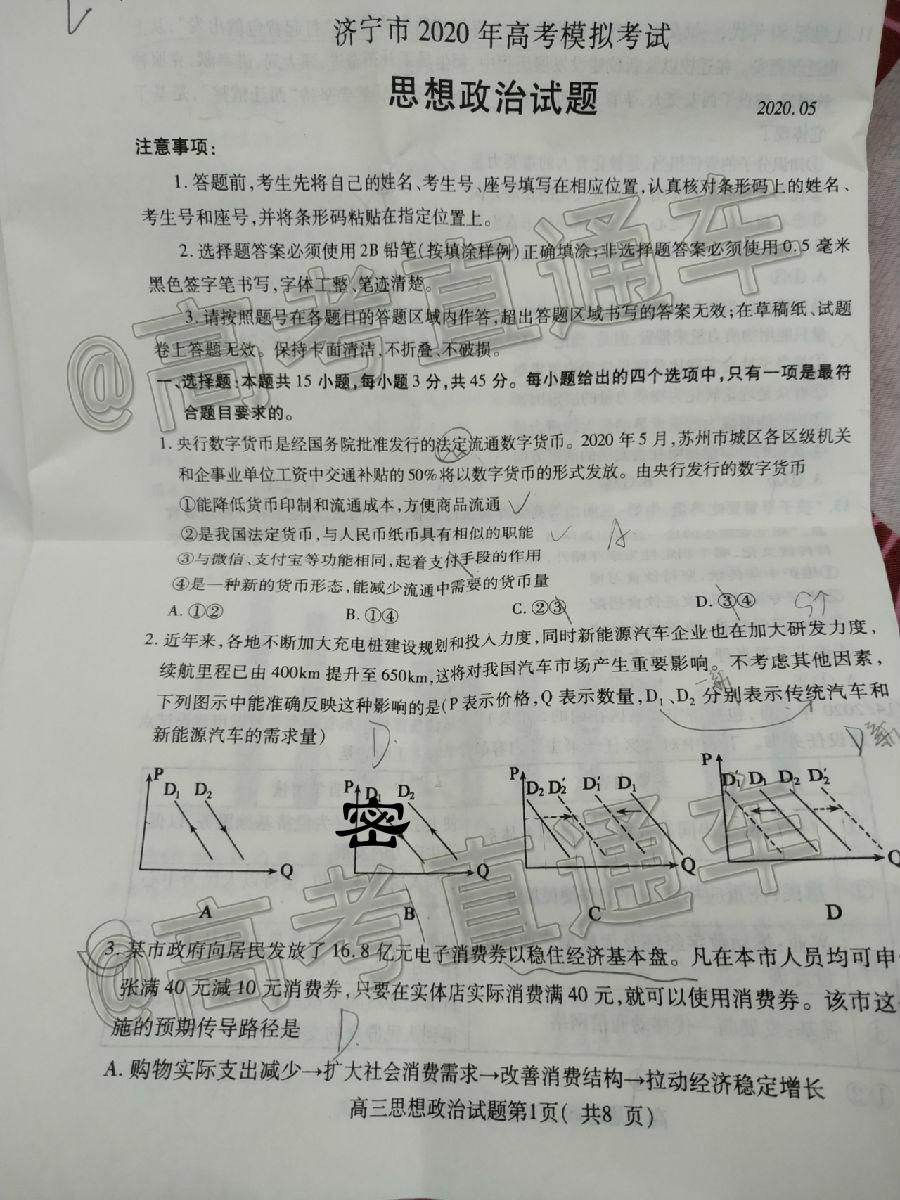 济宁市2020年高考模拟考试
思想政治试题
2020.05
注意事项：
1.答题前,考生先将自己的姓名、考生号、座号填写在相应位置,认真核对条形码上的姓名、
考生号和座号,并将条形码粘贴在指定位置上。
2.选择题答案必须使用2B铅笔(按填涂样例)正确填涂;非选择题答案必须使用0.5毫米
黑色签字笔书写,字体工整、笔迹清楚。
3.请按照题号在各题目的答题区域内作答,超出答题区域书写的答案无效;在草稿纸、试题
卷上答题无效。保持卡面清洁,不折叠、不破损。
@高考直通车
一、选择题:本题共15小题,每小题3分,共45分。每小题给出的四个选项中,只有一项是最符
合题目要求的。
1.央行数字货币是经国务院批准发行的法定流通数字货币。2020年5月,苏州市城区各区级机关
和企事业单位工资中交通补贴的50%将以数字货币的形式发放。由央行发行的数字货币
①能降低货币印制和流通成本,方便商品流通
②是我国法定货币,与人民币纸币具有相似的职能
A
③与微信、支付宝等功能相同,起着支付手段的作用
④是一种新的货币形态,能减少流通中需要的货币量
A.①② B.①④ C.②③ D.③④
2.近年来,各地不断加大充电桩建设规划和投入力度,同时新能源汽车企业也在加大研发力度,
续航里程已由400km提升至650km,这将对我国汽车市场产生重要影响。不考虑其他因素,
下列图示中能准确反映这种影响的是(P表示价格,Q表示数量,D₁、D₂分别表示传统汽车和
新能源汽车的需求量)
D.
P D₁ D₂ Q
P D₁ D₂ Q
密
P D₂ D₂′ D₁′ D₁ Q
P D₁′ D₁ D₂ D₂′ Q
A B C D
@高考直通车
3.某市政府向居民发放了16.8亿元电子消费券以稳住经济基本盘。凡在本市人员均可申
张满40元减10元消费券,只要在实体店实际消费满40元,就可以使用消费券。该市这
施的预期传导路径是
D.
A.购物实际支出减少→扩大社会消费需求→改善消费结构→拉动经济稳定增长
高三思想政治试题第1页( 共8 页)